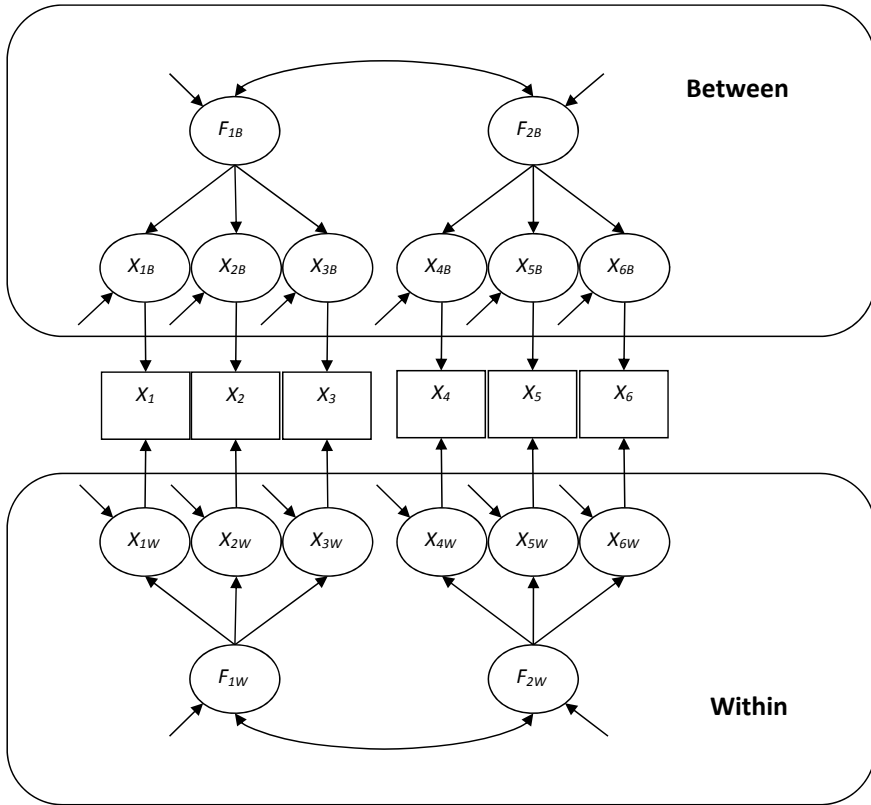 Between
F1B F2B
X1B X2B X3B X4B X5B X6B
X1 X2 X3 X4 X5 X6
X1W X2W X3W X4W X5W X6W
F1W F2W
Within